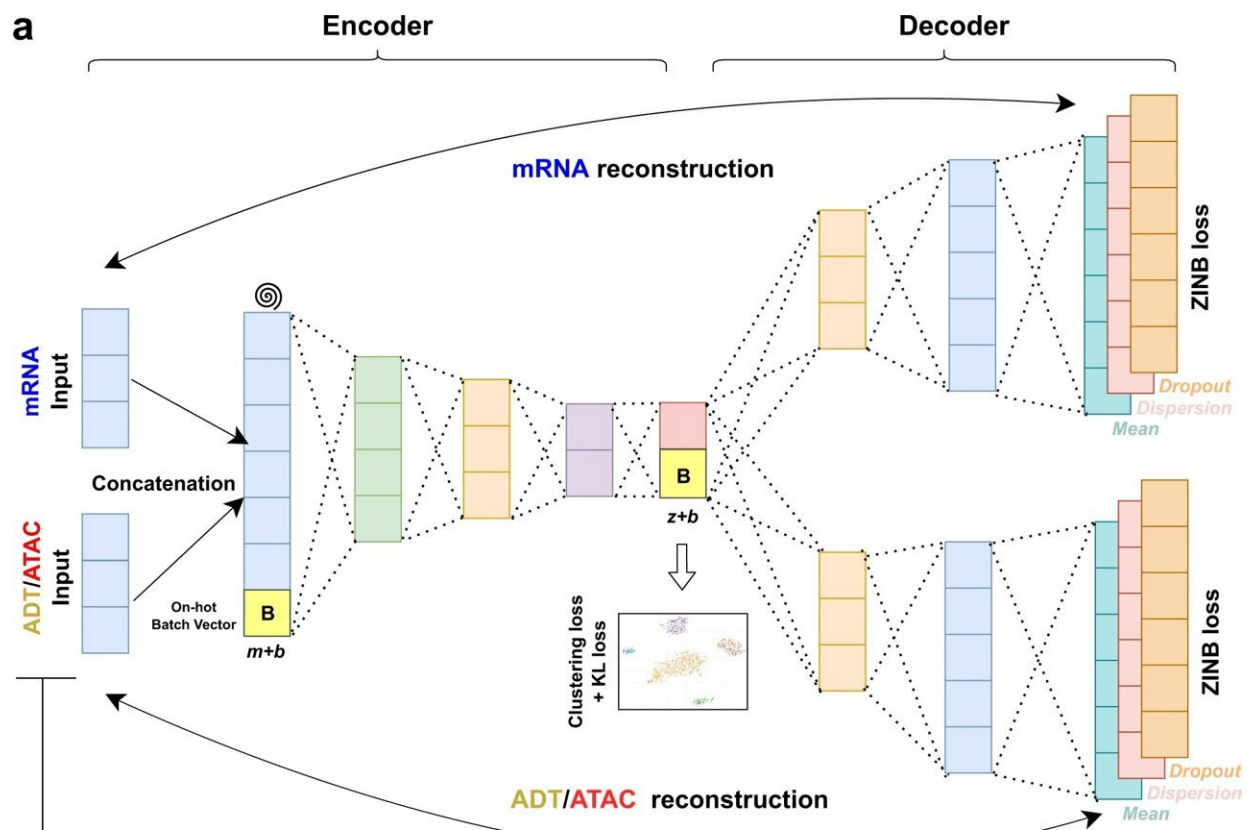 a
Encoder
Decoder
mRNA reconstruction
mRNA
Input
Concatenation
ADT/ATAC
Input
On-hot
Batch Vector
B
m+b
B
z+b
Clustering loss
+ KL loss
ZINB loss
Dropout
Dispersion
Mean
ZINB loss
Dropout
Dispersion
Mean
ADT/ATAC reconstruction